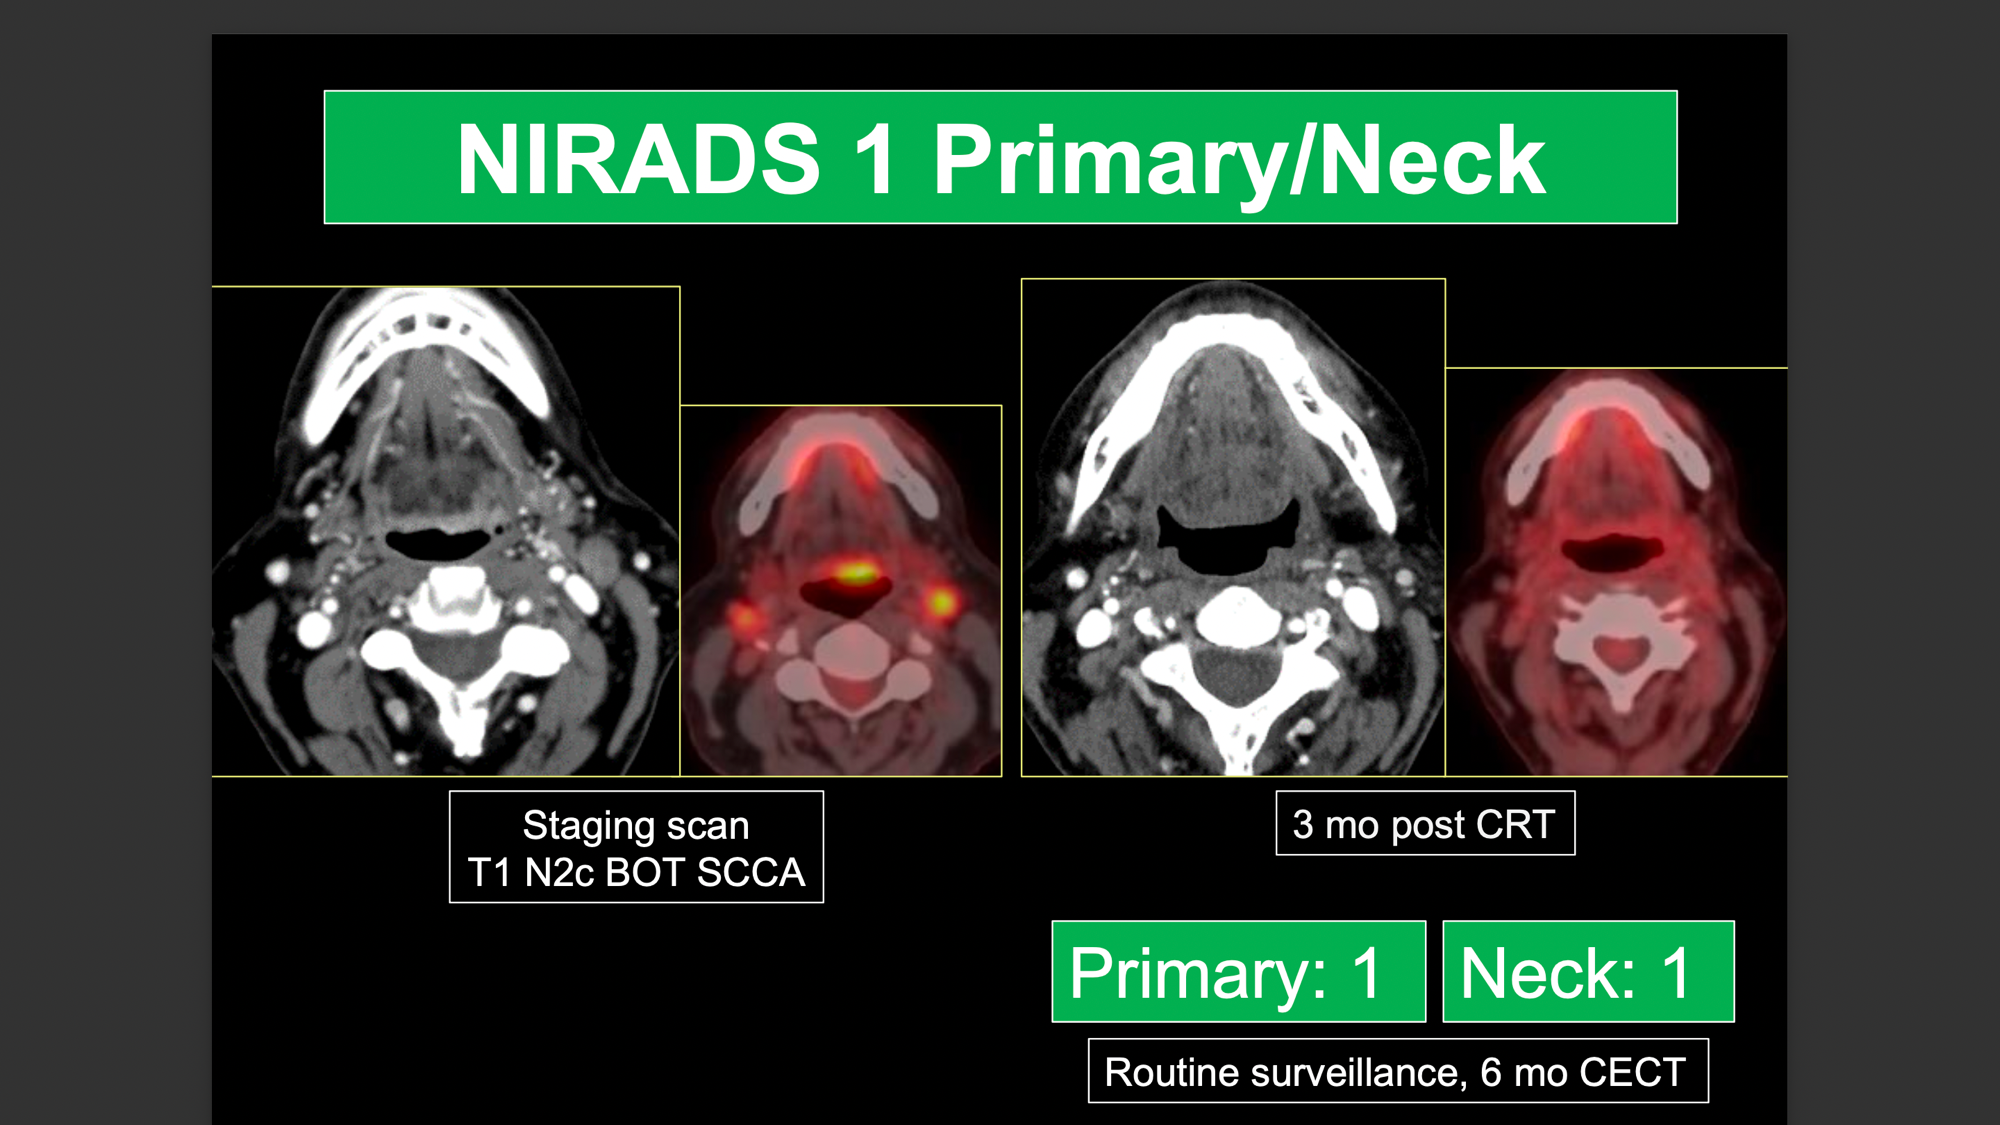 NIRADS 1 Primary/Neck
Staging scan
T1 N2c BOT SCCA
3 mo post CRT
Primary: 1
Neck: 1
Routine surveillance, 6 mo CECT